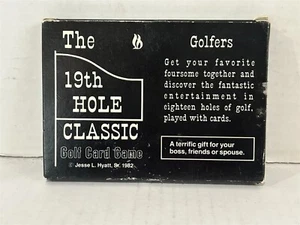 The
19th
HOLE
CLASSIC
Golf Card Game
© Jesse L. Hyatt, Sr. 1982
Golfers
Get your favorite
foursome together and
discover the fantastic
entertainment in
eighteen holes of golf,
played with cards.
A terrific gift for your
boss, friends or spouse.